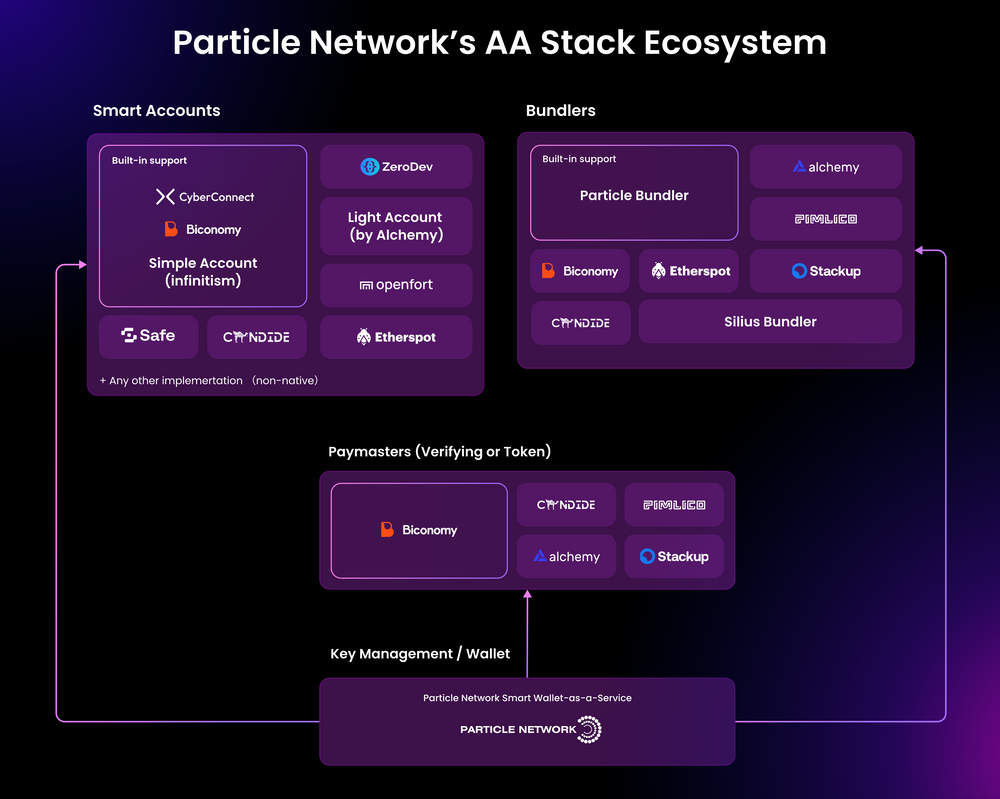 Particle Network's AA Stack Ecosystem
Smart Accounts
Built-in support
CyberConnect
Biconomy
Simple Account
(infinitism)
ZeroDev
Light Account
(by Alchemy)
openfort
Safe
CANDIDE
Etherspot
+ Any other implemertation (non-native)
Bundlers
Built-in support
Particle Bundler
alchemy
PIMLICO
Biconomy
Etherspot
Stackup
CANDIDE
Silius Bundler
Paymasters (Verifying or Token)
Biconomy
CANDIDE
PIMLICO
alchemy
Stackup
Key Management / Wallet
Particle Network Smart Wallet-as-a-Service
PARTICLE NETWORK